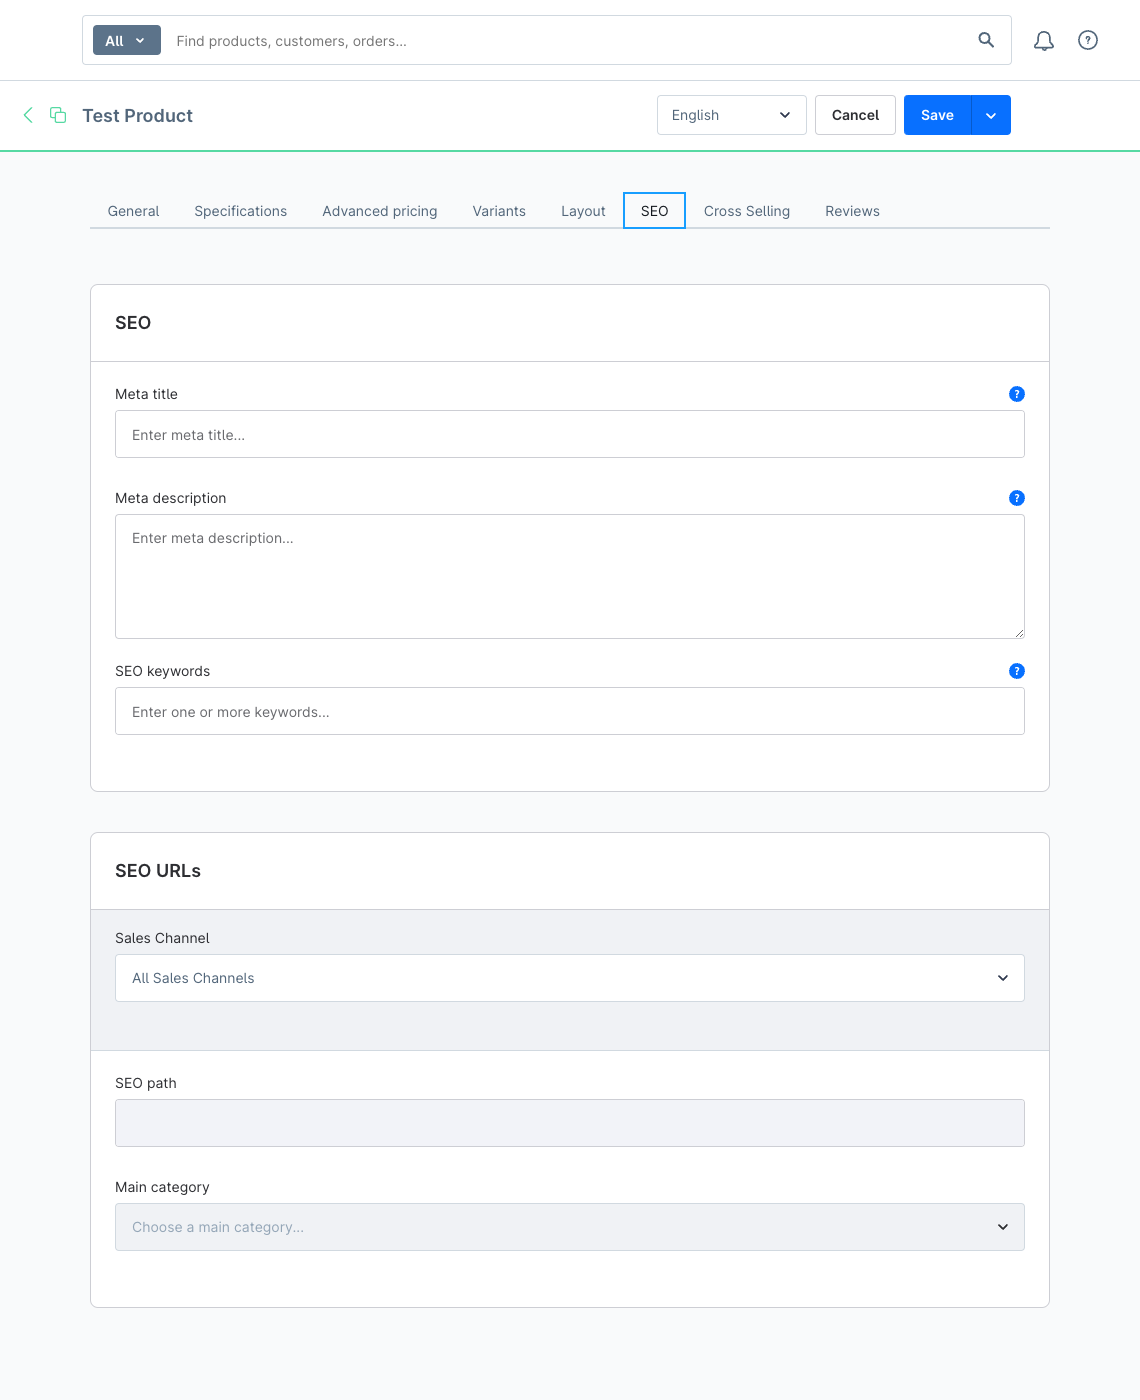 All
Find products, customers, orders...
Test Product
English
Cancel
Save
General
Specifications
Advanced pricing
Variants
Layout
SEO
Cross Selling
Reviews
SEO
Meta title
?
Enter meta title...
Meta description
?
Enter meta description...
SEO keywords
?
Enter one or more keywords...
SEO URLs
Sales Channel
All Sales Channels
SEO path
Main category
Choose a main category...